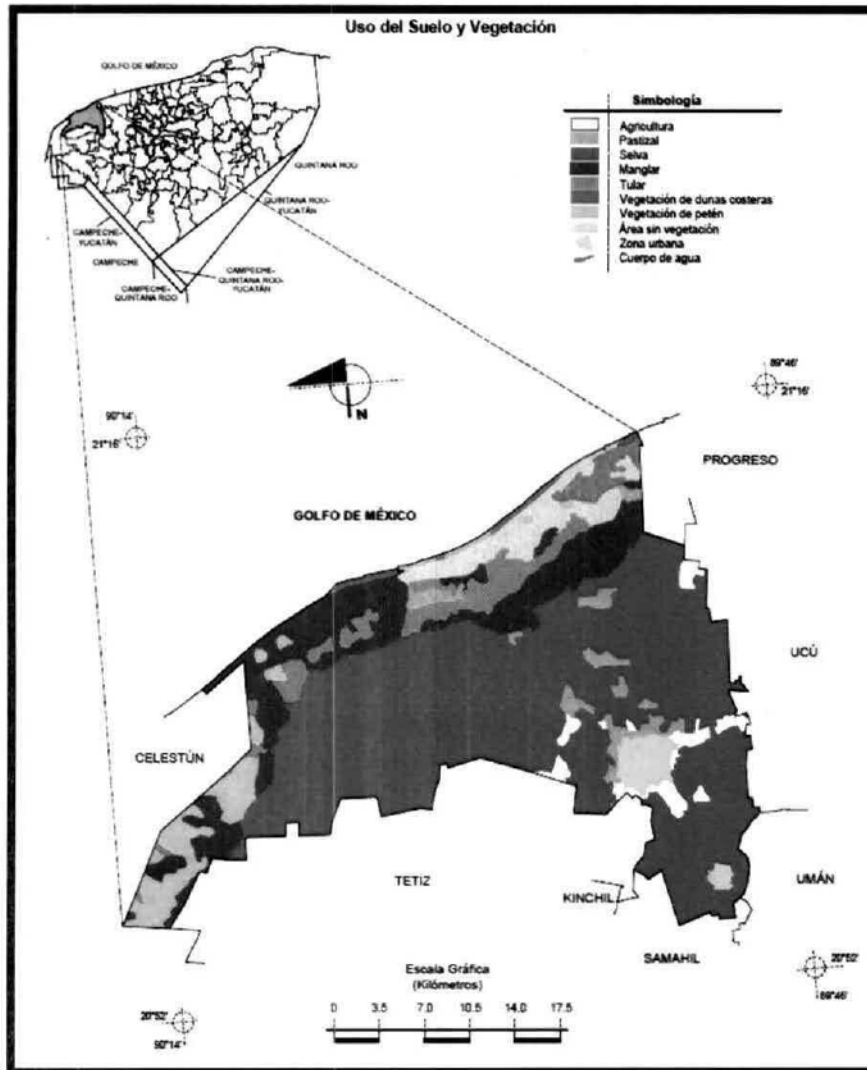 Uso del Suelo y Vegetación
GOLFO DE MÉXICO
QUINTANA ROO
QUINTANA ROO-
YUCATÁN
CAMPECHE-
YUCATÁN
CAMPECHE
CAMPECHE-
QUINTANA ROO
CAMPECHE-
QUINTANA ROO-
YUCATÁN
Simbología
Agricultura
Pastizal
Selva
Manglar
Tular
Vegetación de dunas costeras
Vegetación de petén
Área sin vegetación
Zona urbana
Cuerpo de agua
N
90°14'
21°16'
89°46'
21°16'
PROGRESO
GOLFO DE MÉXICO
UCÚ
CELESTÚN
TETIZ
KINCHIL
UMÁN
SAMAHIL
Escala Gráfica
(Kilómetros)
0 3.5 7.0 10.5 14.0 17.5
20°52'
90°14'
20°52'
89°46'